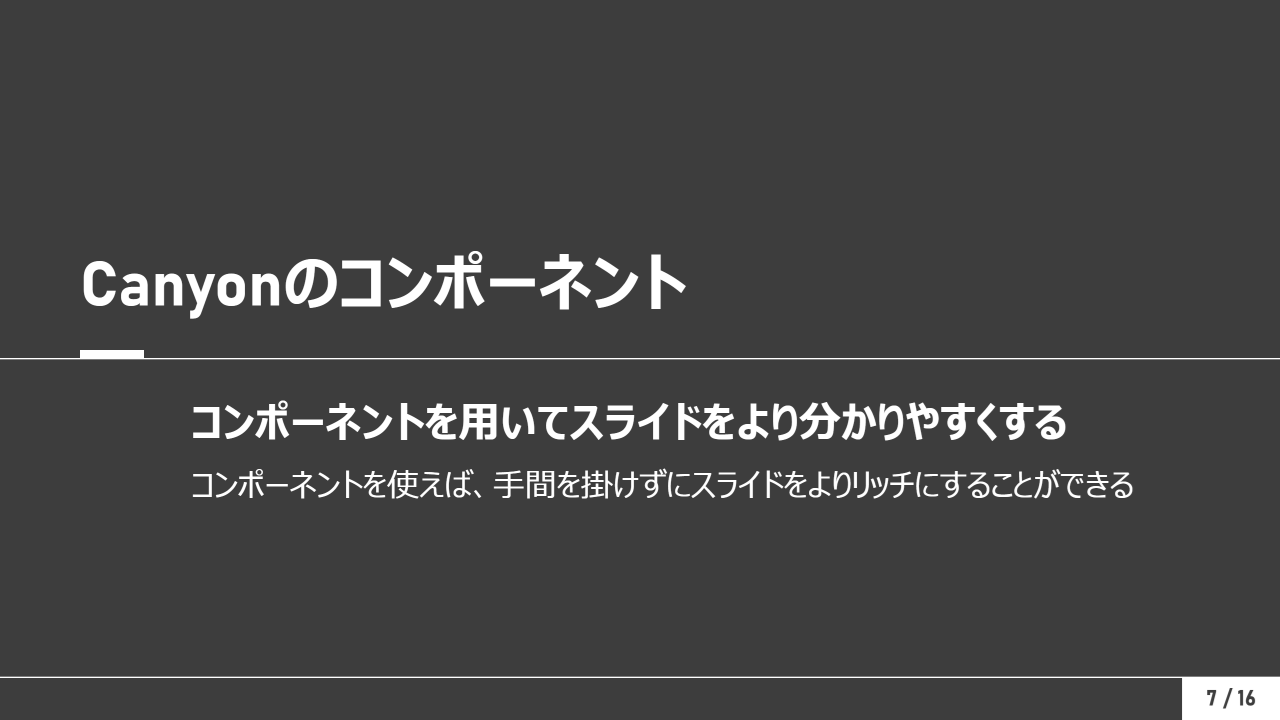 Canyonのコンポーネント
コンポーネントを用いてスライドをより分かりやすくする
コンポーネントを使えば、手間を掛けずにスライドをよりリッチにすることができる
7 / 16